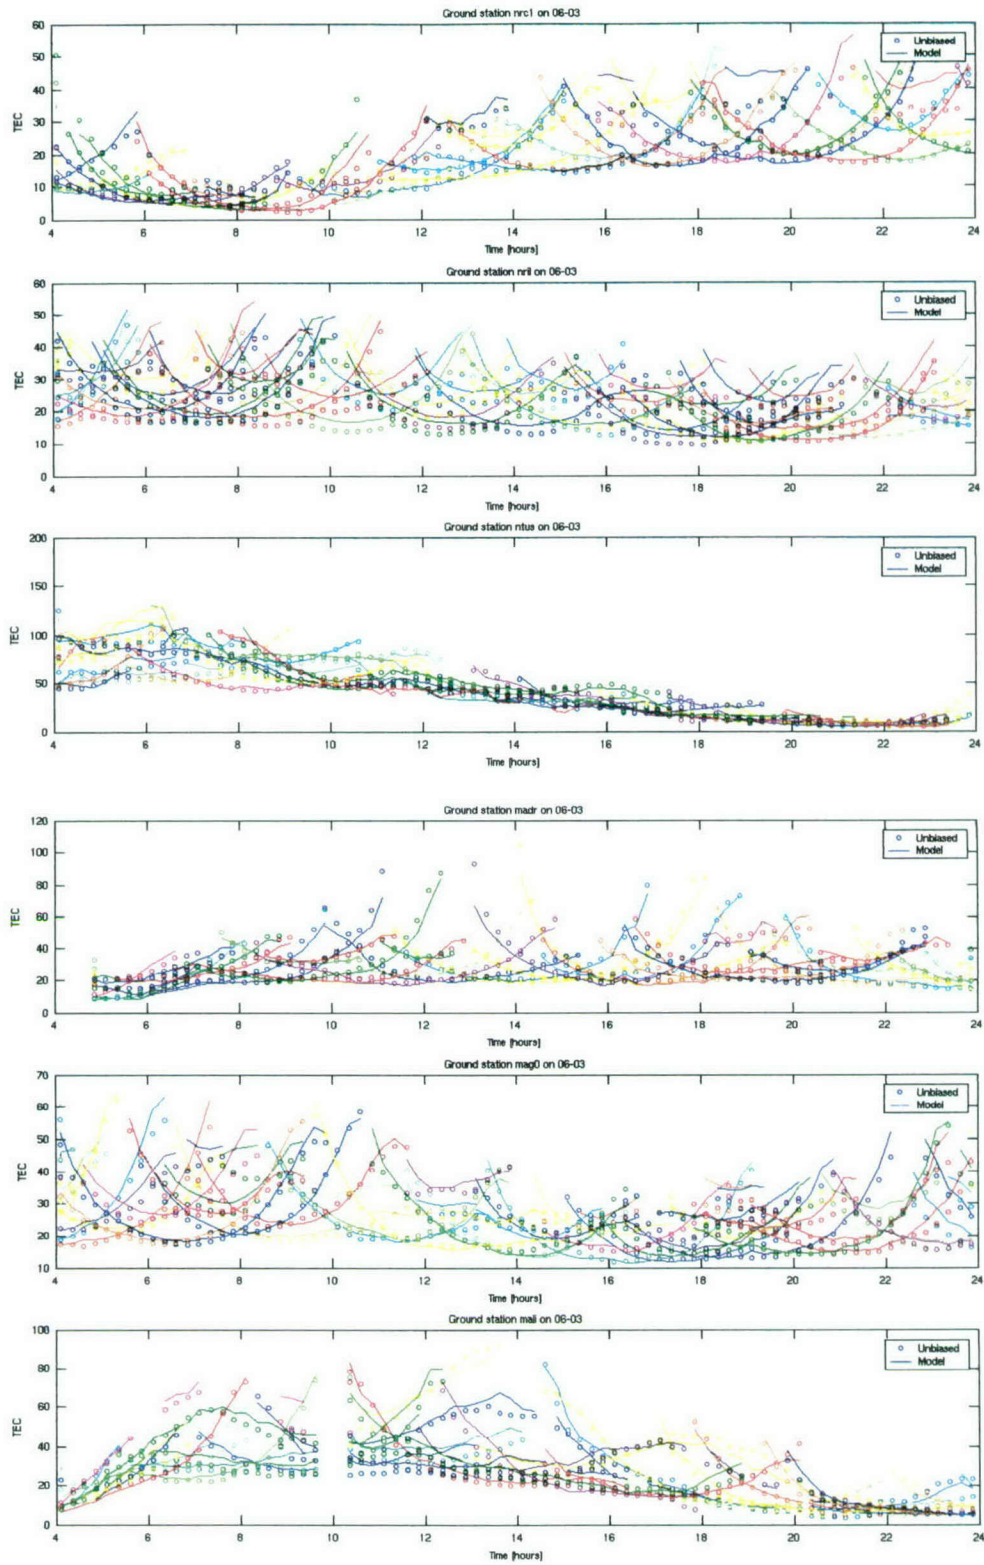 Ground station nrc1 on 06-03
60
50
40
30
20
10
0
TEC
Unbiased
Model
4 6 8 10 12 14 16 18 20 22 24
Time [hours]
Ground station nril on 06-03
60
50
40
30
20
10
0
TEC
Unbiased
Model
4 6 8 10 12 14 16 18 20 22 24
Time [hours]
Ground station ntus on 06-03
200
150
100
50
0
TEC
Unbiased
Model
4 6 8 10 12 14 16 18 20 22 24
Time [hours]
Ground station madr on 06-03
120
100
80
60
40
20
0
TEC
Unbiased
Model
4 6 8 10 12 14 16 18 20 22 24
Time [hours]
Ground station mag0 on 06-03
70
60
50
40
30
20
10
TEC
Unbiased
Model
4 6 8 10 12 14 16 18 20 22 24
Time [hours]
Ground station mali on 06-03
100
80
60
40
20
0
TEC
Unbiased
Model
4 6 8 10 12 14 16 18 20 22 24
Time [hours]